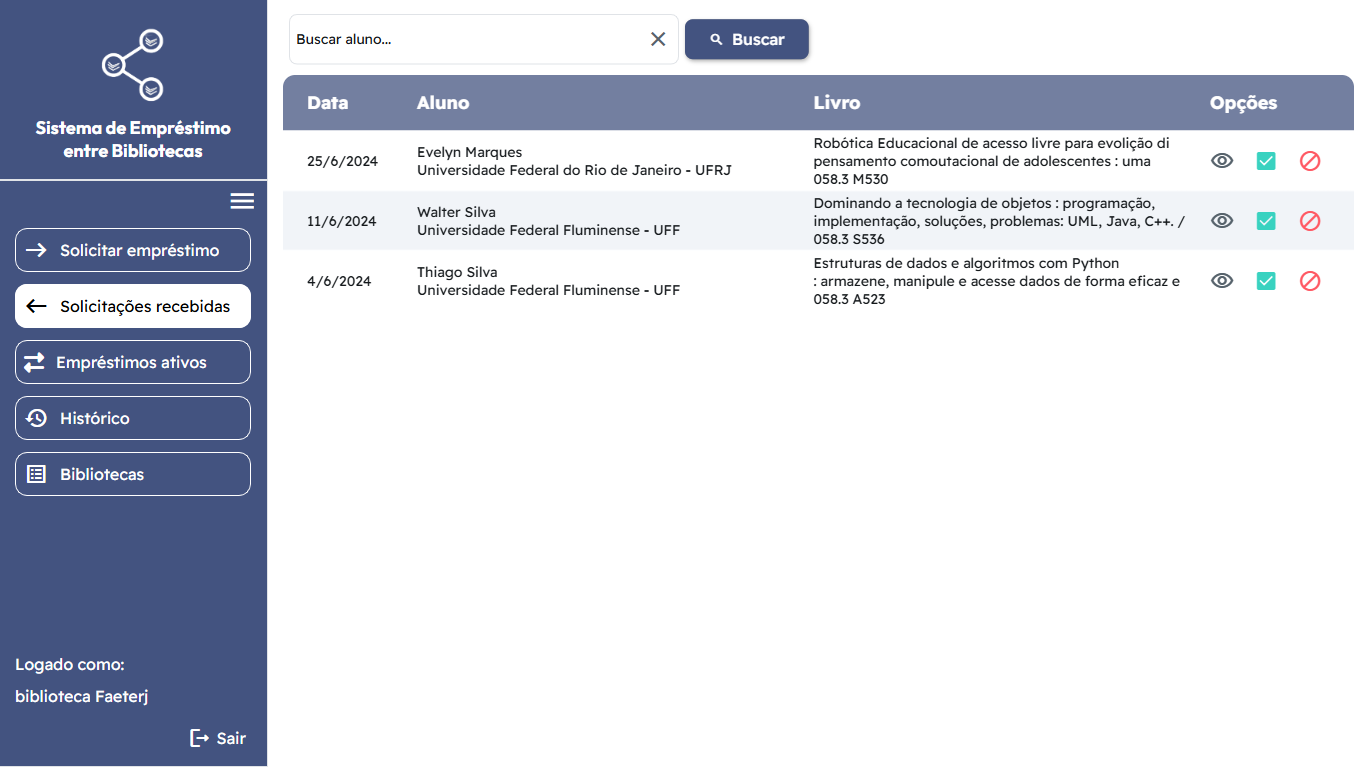 Sistema de Empréstimo
entre Bibliotecas
Solicitar empréstimo
Solicitações recebidas
Empréstimos ativos
Histórico
Bibliotecas
Logado como:
biblioteca Faeterj
Sair
Buscar aluno...
Buscar
Data Aluno Livro Opções
25/6/2024
Evelyn Marques
Universidade Federal do Rio de Janeiro - UFRJ
Robótica Educacional de acesso livre para evolição di
pensamento comoutacional de adolescentes : uma
058.3 M530
11/6/2024
Walter Silva
Universidade Federal Fluminense - UFF
Dominando a tecnologia de objetos : programação,
implementação, soluções, problemas: UML, Java, C++. /
058.3 S536
4/6/2024
Thiago Silva
Universidade Federal Fluminense - UFF
Estruturas de dados e algoritmos com Python
: armazene, manipule e acesse dados de forma eficaz e
058.3 A523